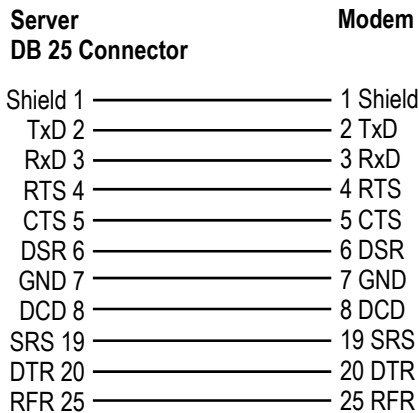 Server Modem
DB 25 Connector
Shield 1 1 Shield
TxD 2 2 TxD
RxD 3 3 RxD
RTS 4 4 RTS
CTS 5 5 CTS
DSR 6 6 DSR
GND 7 7 GND
DCD 8 8 DCD
SRS 19 19 SRS
DTR 20 20 DTR
RFR 25 25 RFR